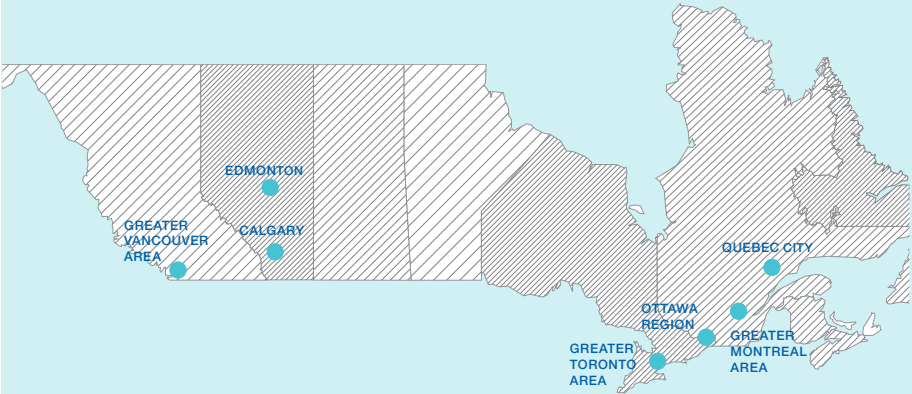 EDMONTON
GREATER
VANCOUVER
AREA
CALGARY
QUEBEC CITY
OTTAWA
REGION
GREATER
MONTREAL
AREA
GREATER
TORONTO
AREA